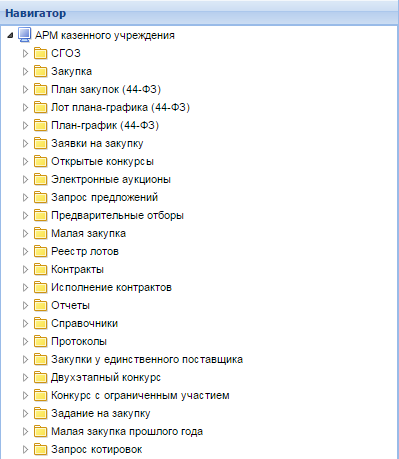 Навигатор
АРМ казенного учреждения
СГОЗ
Закупка
План закупок (44-ФЗ)
Лот плана-графика (44-ФЗ)
План-график (44-ФЗ)
Заявки на закупку
Открытые конкурсы
Электронные аукционы
Запрос предложений
Предварительные отборы
Малая закупка
Реестр лотов
Контракты
Исполнение контрактов
Отчеты
Справочники
Протоколы
Закупки у единственного поставщика
Двухэтапный конкурс
Конкурс с ограниченным участием
Задание на закупку
Малая закупка прошлого года
Запрос котировок